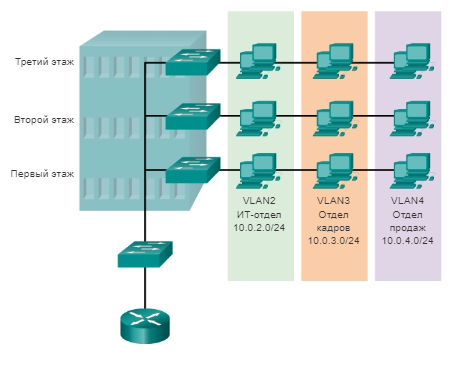 Третий этаж
Второй этаж
Первый этаж
VLAN2
ИТ-отдел
10.0.2.0/24
VLAN3
Отдел
кадров
10.0.3.0/24
VLAN4
Отдел
продаж
10.0.4.0/24